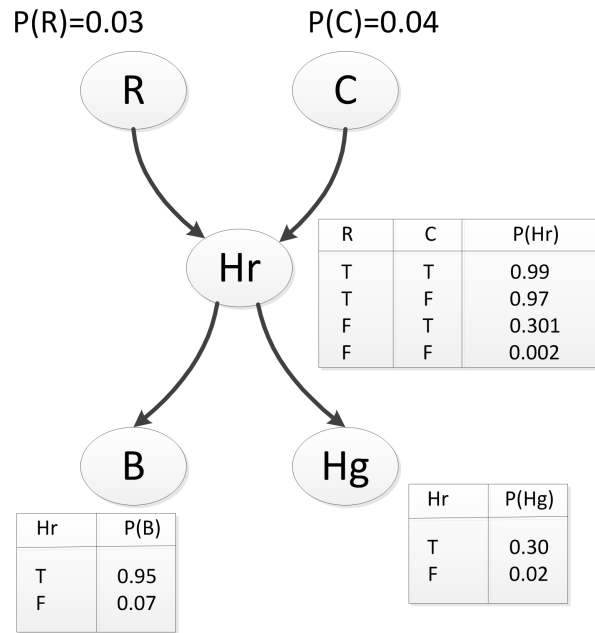 P(R)=0.03 P(C)=0.04
R C
Hr
R C P(Hr)
T T 0.99
T F 0.97
F T 0.301
F F 0.002
B Hg
Hr P(B)
T 0.95
F 0.07
Hr P(Hg)
T 0.30
F 0.02